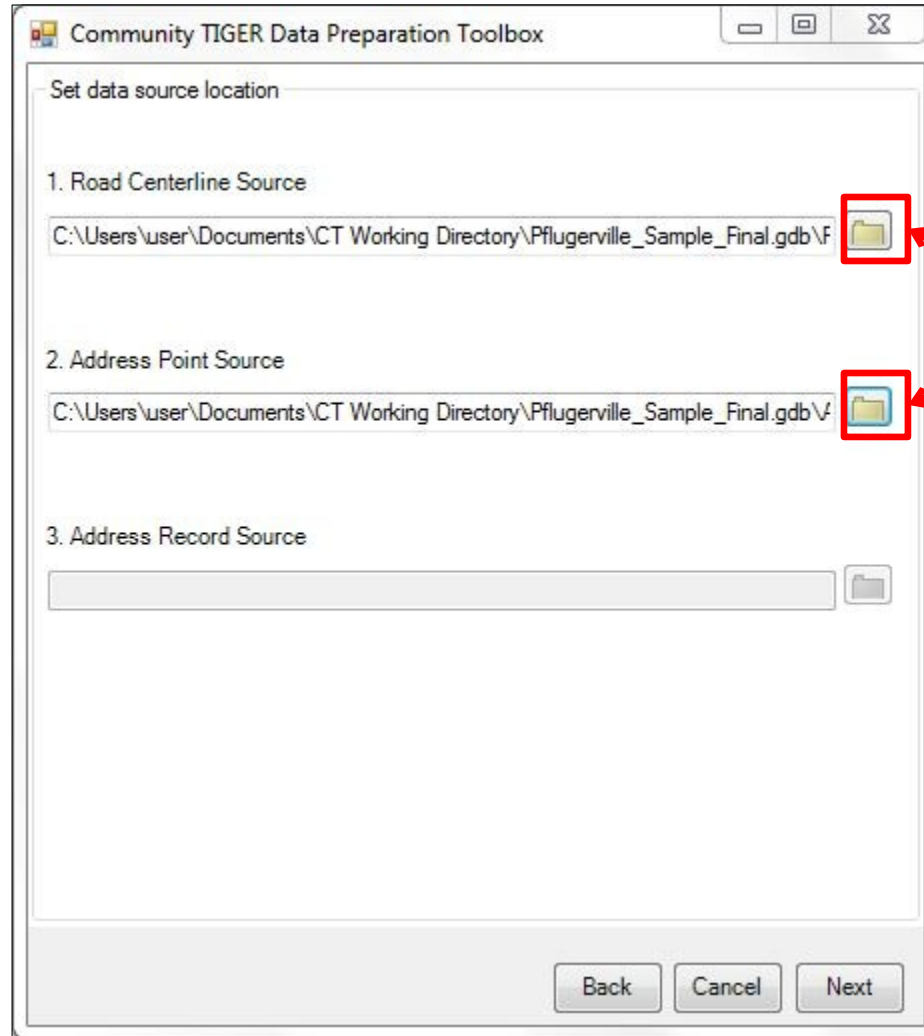 Community TIGER Data Preparation Toolbox
Set data source location
1. Road Centerline Source
C:\Users\user\Documents\CT Working Directory\Pflugerville_Sample_Final.gdb\
2. Address Point Source
C:\Users\user\Documents\CT Working Directory\Pflugerville_Sample_Final.gdb\A
3. Address Record Source
Back Cancel Next